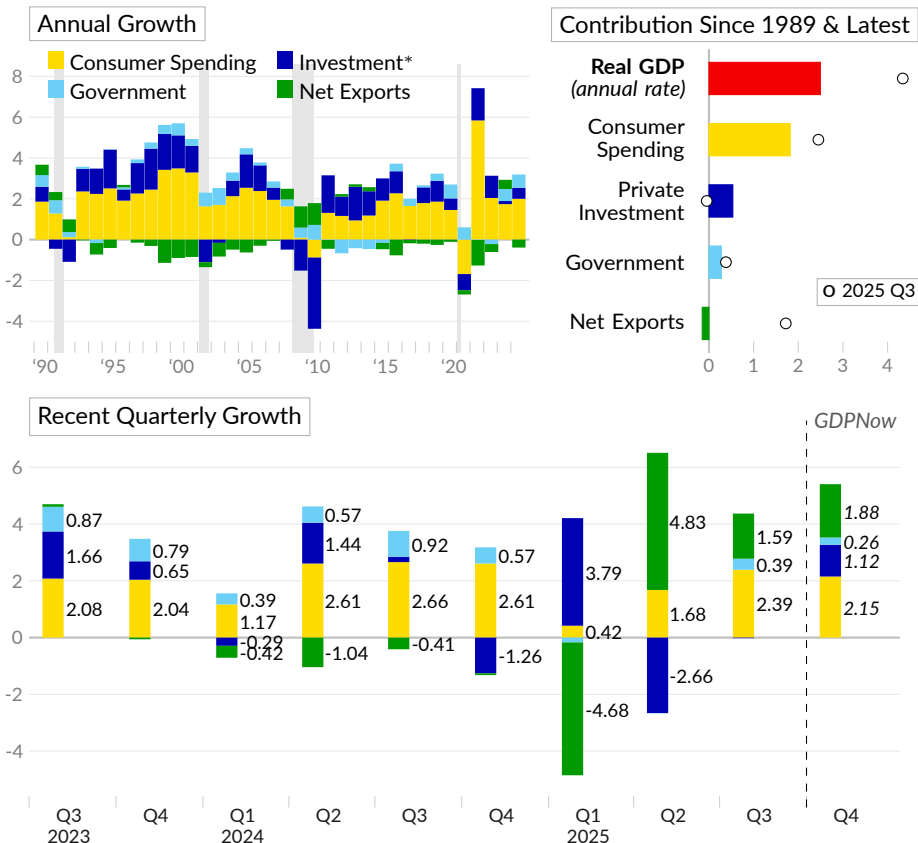 Annual Growth
Consumer Spending
Investment*
Government
Net Exports
8
6
4
2
0
-2
-4
‘90
‘95
‘00
‘05
‘10
‘15
‘20
Contribution Since 1989 & Latest
Real GDP
(annual rate)
Consumer
Spending
Private
Investment
Government
Net Exports
o 2025 Q3
0 1 2 3 4
Recent Quarterly Growth
GDPNow
6
4
2
0
-2
-4
0.87
1.66
2.08
0.79
0.65
2.04
0.39
1.17
-0.29
-0.42
0.57
1.44
2.61
-1.04
0.92
2.66
-0.41
0.57
2.61
-1.26
3.79
0.42
-4.68
4.83
1.68
-2.66
1.59
0.39
2.39
1.88
0.26
1.12
2.15
Q3 Q4 Q1 Q2 Q3 Q4 Q1 Q2 Q3 Q4
2023 2024 2025